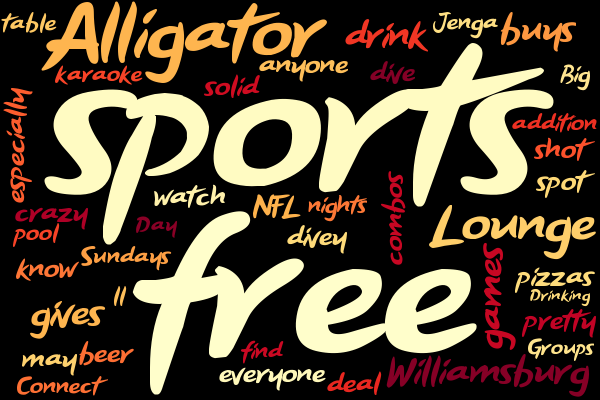 table Alligator drink Jenga buys
karaoke solid anyone dive Big
especially sports addition
shot
spot
crazy watch NFL nights combos Lounge
pool Day divey
know Sundays free games pizzas
Drinking
gives " pretty
may beer find Groups
Connect everyone deal Williamsburg